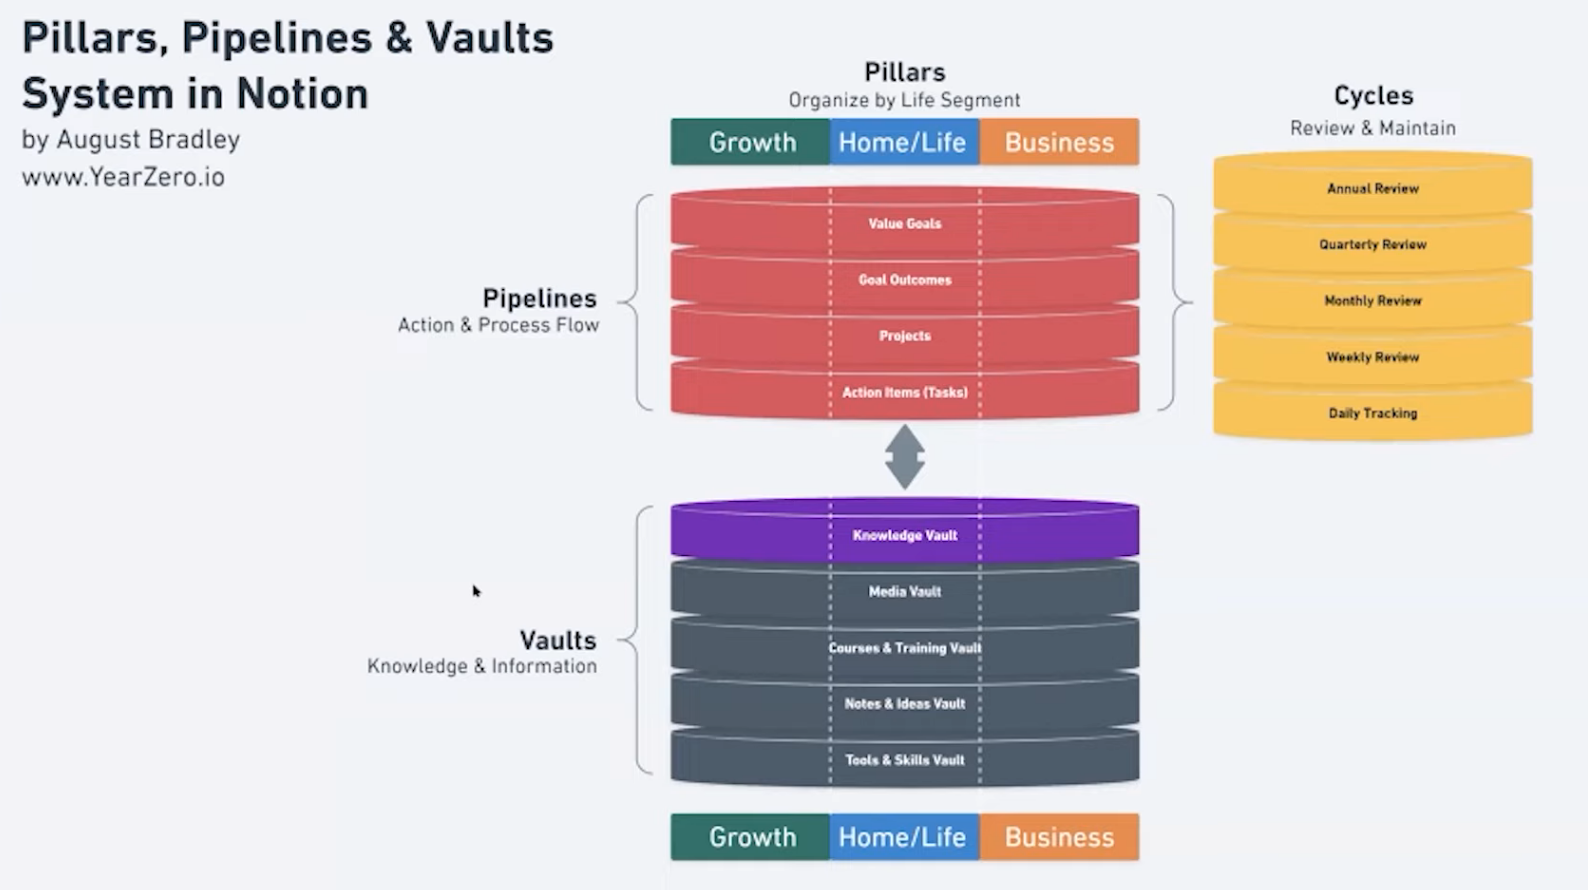 Pillars, Pipelines & Vaults
System in Notion
by August Bradley
www.YearZero.io
Pillars
Organize by Life Segment
Growth Home/Life Business
Cycles
Review & Maintain
Annual Review
Quarterly Review
Monthly Review
Weekly Review
Daily Tracking
Pipelines
Action & Process Flow
Value Goals
Goal Outcomes
Projects
Action Items (Tasks)
Vaults
Knowledge & Information
Knowledge Vault
Media Vault
Courses & Training Vault
Notes & Ideas Vault
Tools & Skills Vault
Growth Home/Life Business